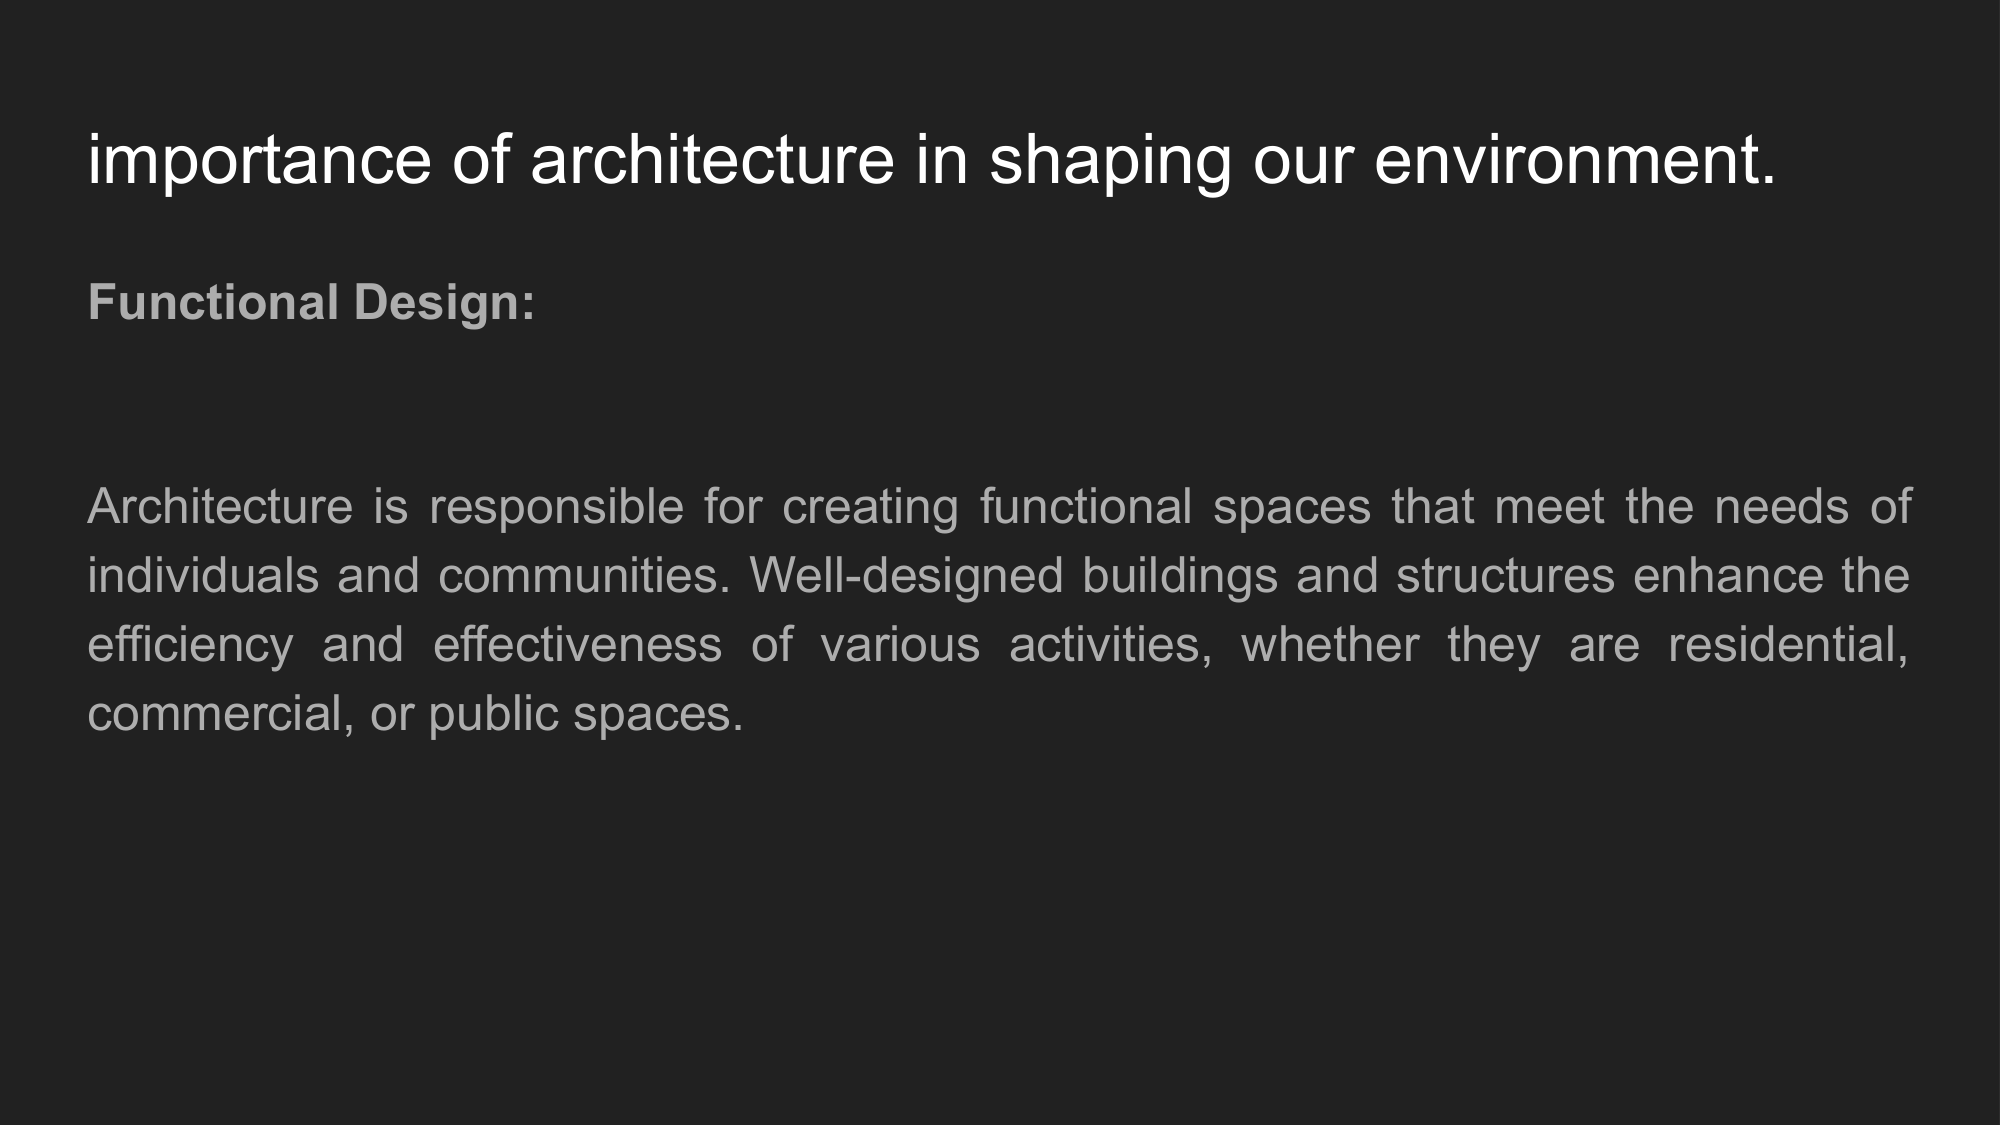 importance of architecture in shaping our environment.
Functional Design:
Architecture is responsible for creating functional spaces that meet the needs of
individuals and communities. Well-designed buildings and structures enhance the
efficiency and effectiveness of various activities, whether they are residential,
commercial, or public spaces.